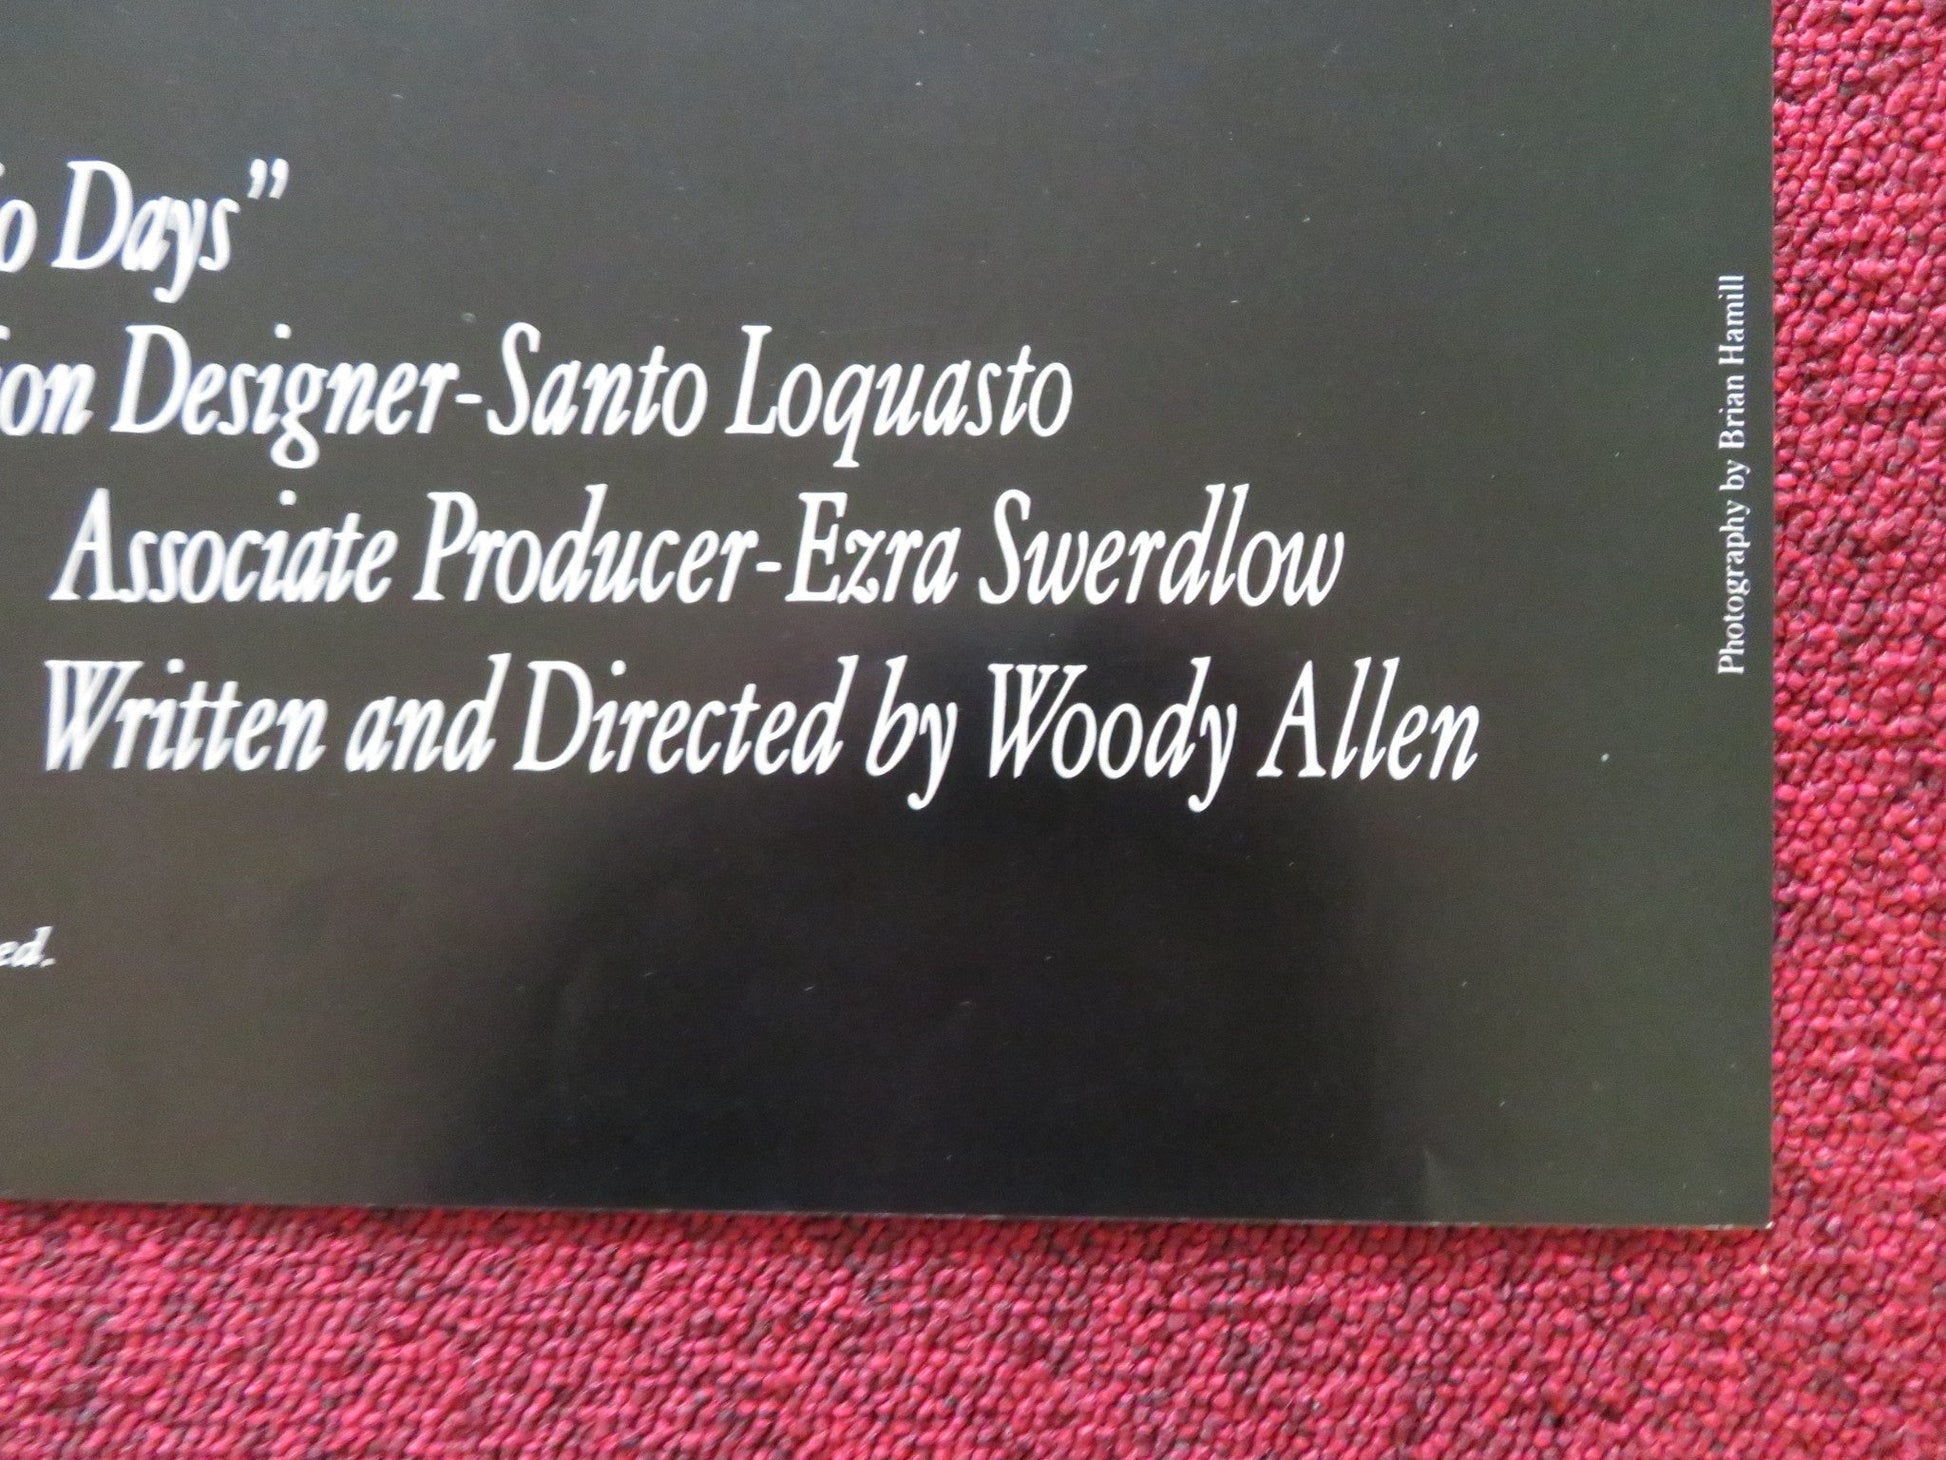 io Days”
ion Designer-Santo Loquasto
Associate Producer-Ezra Swerdlow
Written and Directed by Woody Allen
ed.
Photography by Brian Hamill